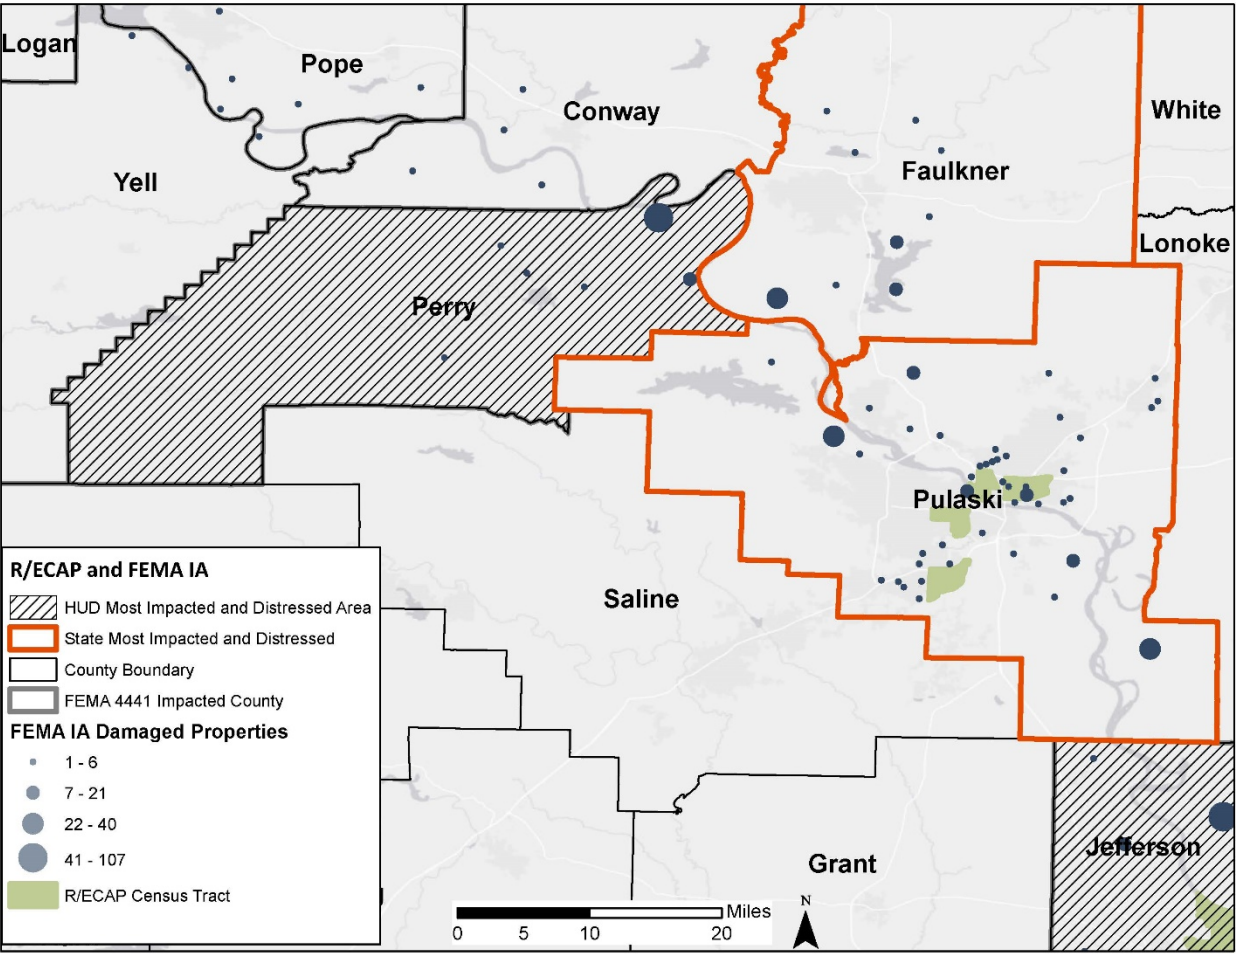 Logan
Pope
Conway
White
Faulkner
Yell
Lonoke
Perry
Pulaski
Saline
Jefferson
Grant
R/ECAP and FEMA IA
HUD Most Impacted and Distressed Area
State Most Impacted and Distressed
County Boundary
FEMA 4441 Impacted County
FEMA IA Damaged Properties
1 - 6
7 - 21
22 - 40
41 - 107
R/ECAP Census Tract
N
Miles
0 5 10 20